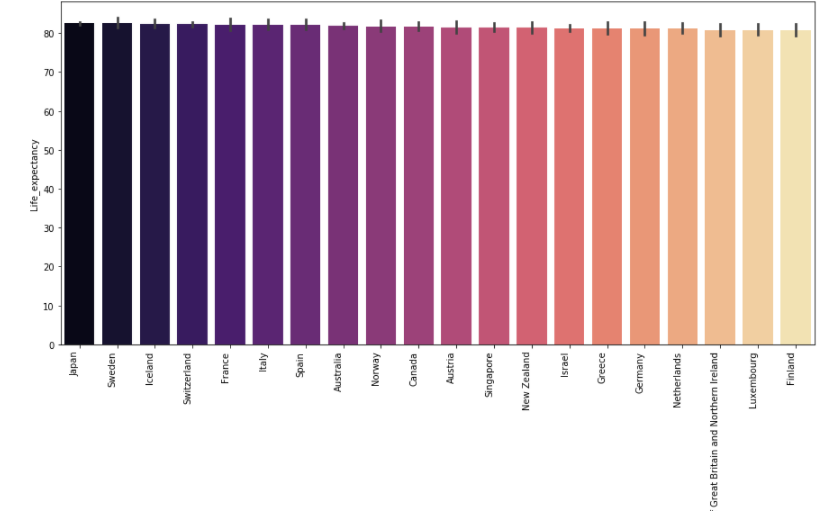 80
70
60
50
40
30
20
10
0
Life_expectancy
Japan
Sweden
Iceland
Switzerland
France
Italy
Spain
Australia
Norway
Canada
Austria
Singapore
New Zealand
Israel
Greece
Germany
Netherlands
Great Britain and Northern Ireland
Luxembourg
Finland